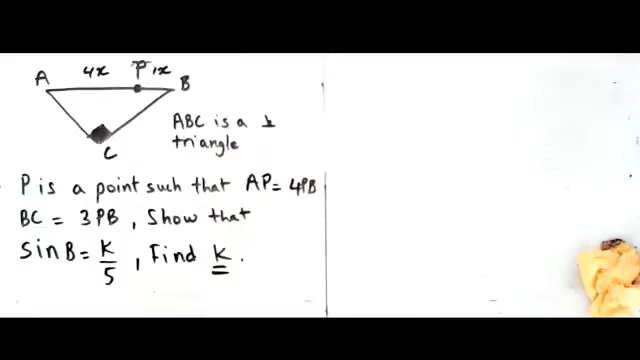 4x P 1x
A B
C
ABC is a
triangle
P is a point such that AP = 4PB
BC = 3PB, Show that
Sin B = K/5, Find K.